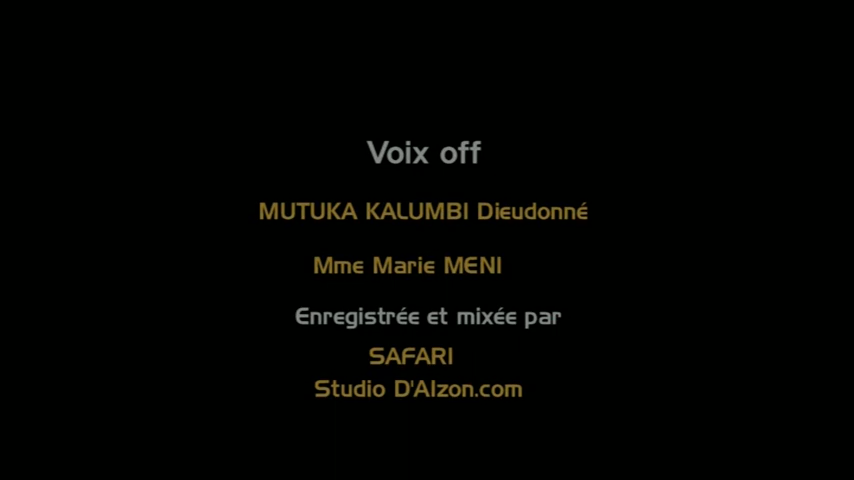 Voix off
MUTUKA KALUMBI Dieudonné
Mme Marie MENI
Enregistrée et mixée par
SAFARI
Studio D'Alzon.com